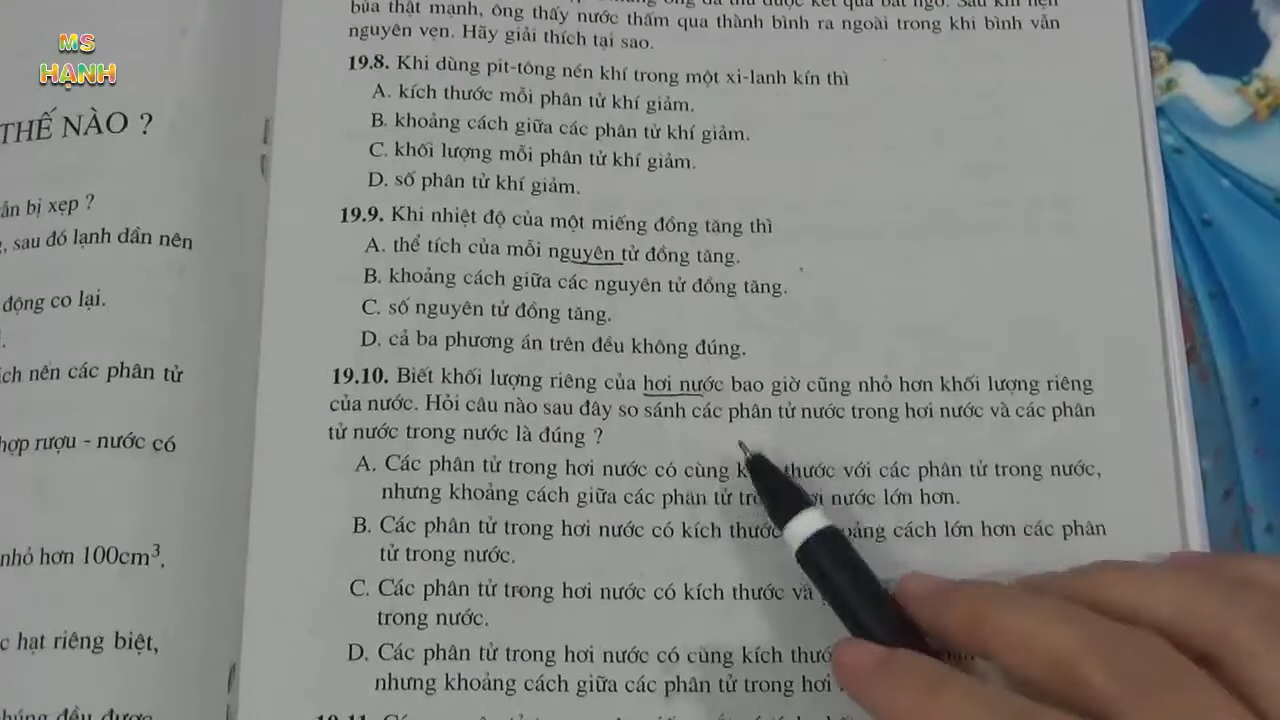 MS
HẠNH
THẾ NÀO ?
ẩn bị xẹp ?
, sau đó lạnh dần nên
động co lại.
ích nên các phân tử
hợp rượu - nước có
nhỏ hơn 100cm³.
hạt riêng biệt,
búa thật mạnh, ông thấy nước thấm qua thành bình ra ngoài trong khi bình vẫn
nguyên vẹn. Hãy giải thích tại sao.
19.8. Khi dùng pit-tông nén khí trong một xi-lanh kín thì
A. kích thước mỗi phân tử khí giảm.
B. khoảng cách giữa các phân tử khí giảm.
C. khối lượng mỗi phân tử khí giảm.
D. số phân tử khí giảm.
19.9. Khi nhiệt độ của một miếng đồng tăng thì
A. thể tích của mỗi nguyên tử đồng tăng.
B. khoảng cách giữa các nguyên tử đồng tăng.
C. số nguyên tử đồng tăng.
D. cả ba phương án trên đều không đúng.
19.10. Biết khối lượng riêng của hơi nước bao giờ cũng nhỏ hơn khối lượng riêng
của nước. Hỏi câu nào sau đây so sánh các phân tử nước trong hơi nước và các phân
tử nước trong nước là đúng ?
A. Các phân tử trong hơi nước có cùng thước với các phân tử trong nước,
nhưng khoảng cách giữa các phân tử nước lớn hơn.
B. Các phân tử trong hơi nước có kích thước cách lớn hơn các phân
tử trong nước.
C. Các phân tử trong hơi nước có kích thước và
trong nước.
D. Các phân tử trong hơi nước có cùng kích
nhưng khoảng cách giữa các phân tử trong hơi